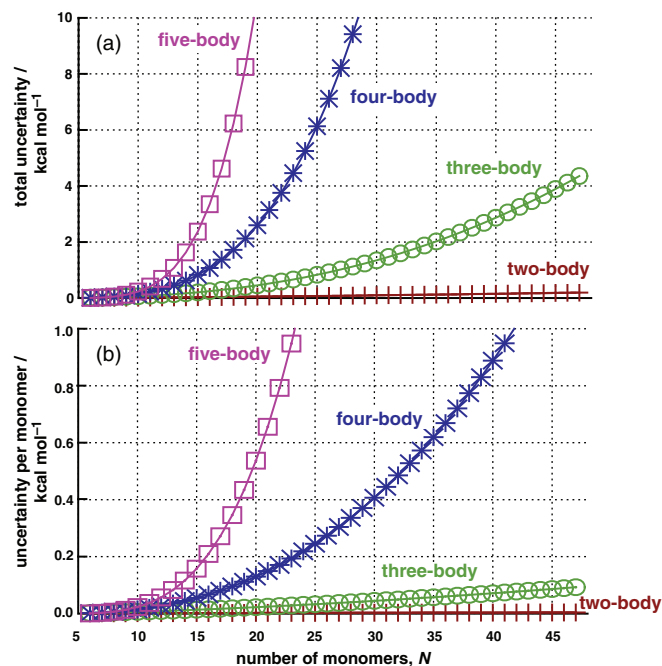 (a)
five-body
four-body
three-body
two-body
total uncertainty /
kcal mol⁻¹
10
8
6
4
2
0
(b)
five-body
four-body
three-body
two-body
uncertainty per monomer /
kcal mol⁻¹
1.0
0.8
0.6
0.4
0.2
0.0
5 10 15 20 25 30 35 40 45
number of monomers, N